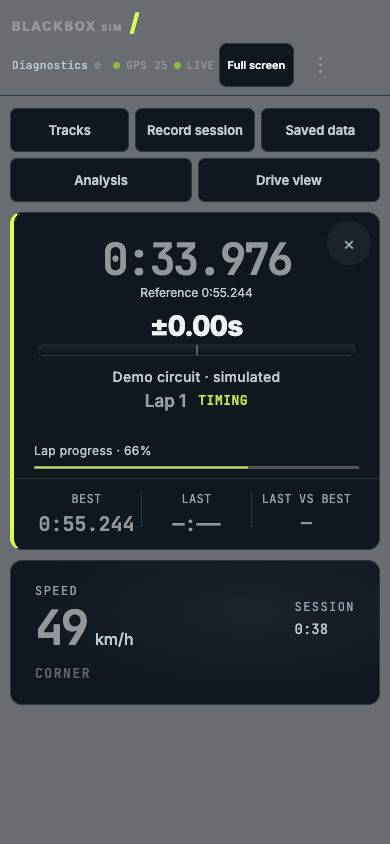 BLACKBOX SIM /
Diagnostics GPS 25 LIVE Full screen ⋮
Tracks Record session Saved data
Analysis Drive view
×
0:33.976
Reference 0:55.244
±0.00s
Demo circuit · simulated
Lap 1 TIMING
Lap progress · 66%
BEST LAST LAST VS BEST
0:55.244 —:—— —
SPEED
49 km/h
CORNER
SESSION
0:38